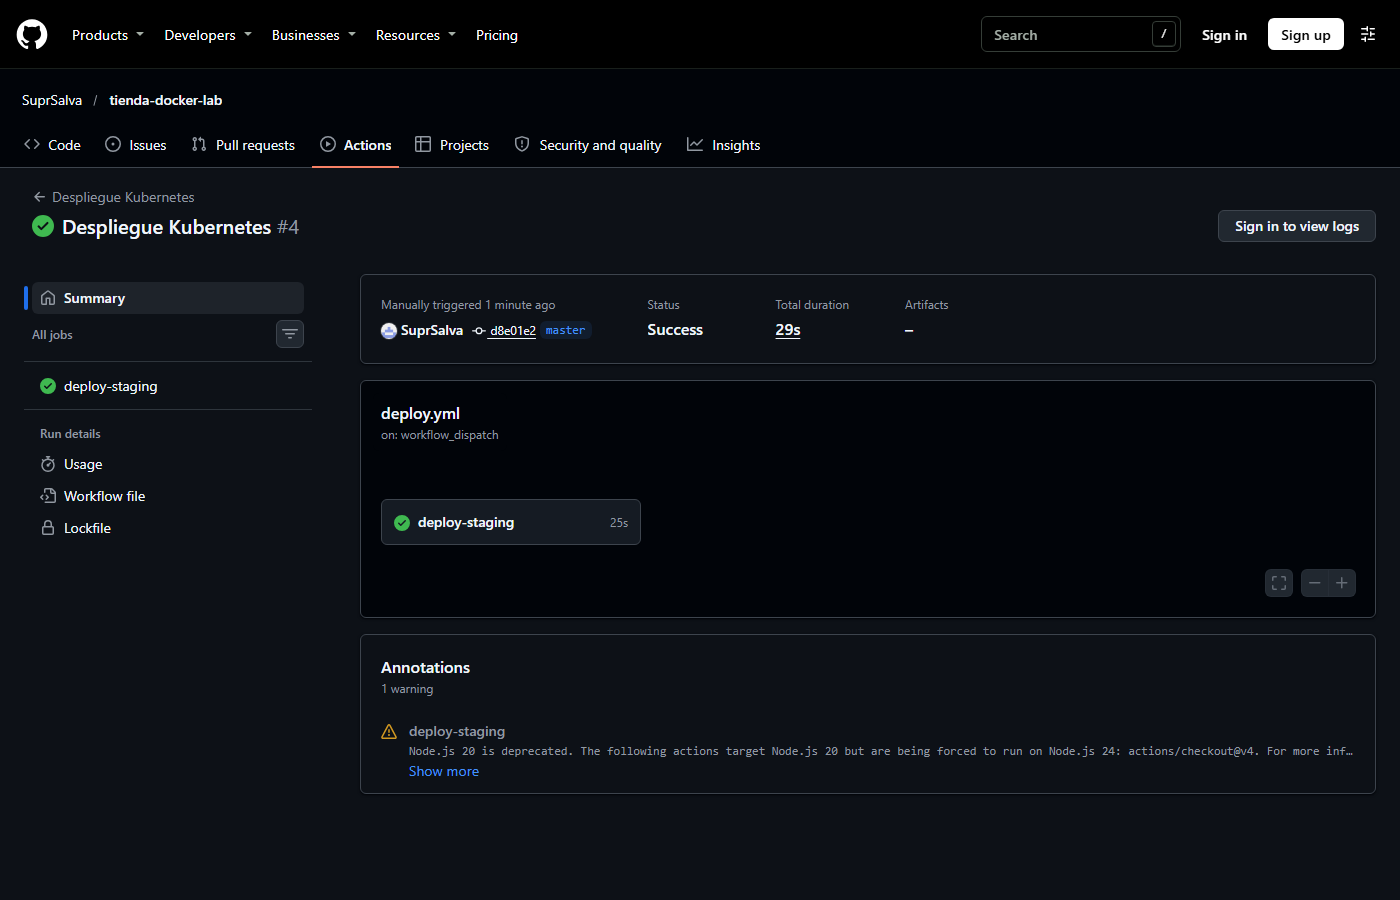 Products
Developers
Businesses
Resources
Pricing
Search
/
Sign in
Sign up
SuprSalva / tienda-docker-lab
Code
Issues
Pull requests
Actions
Projects
Security and quality
Insights
Despliegue Kubernetes
Despliegue Kubernetes #4
Sign in to view logs
Summary
All jobs
deploy-staging
Run details
Usage
Workflow file
Lockfile
Manually triggered 1 minute ago
SuprSalva d8e01e2 master
Status
Success
Total duration
29s
Artifacts
–
deploy.yml
on: workflow_dispatch
deploy-staging 25s
Annotations
1 warning
deploy-staging
Node.js 20 is deprecated. The following actions target Node.js 20 but are being forced to run on Node.js 24: actions/checkout@v4. For more inf…
Show more